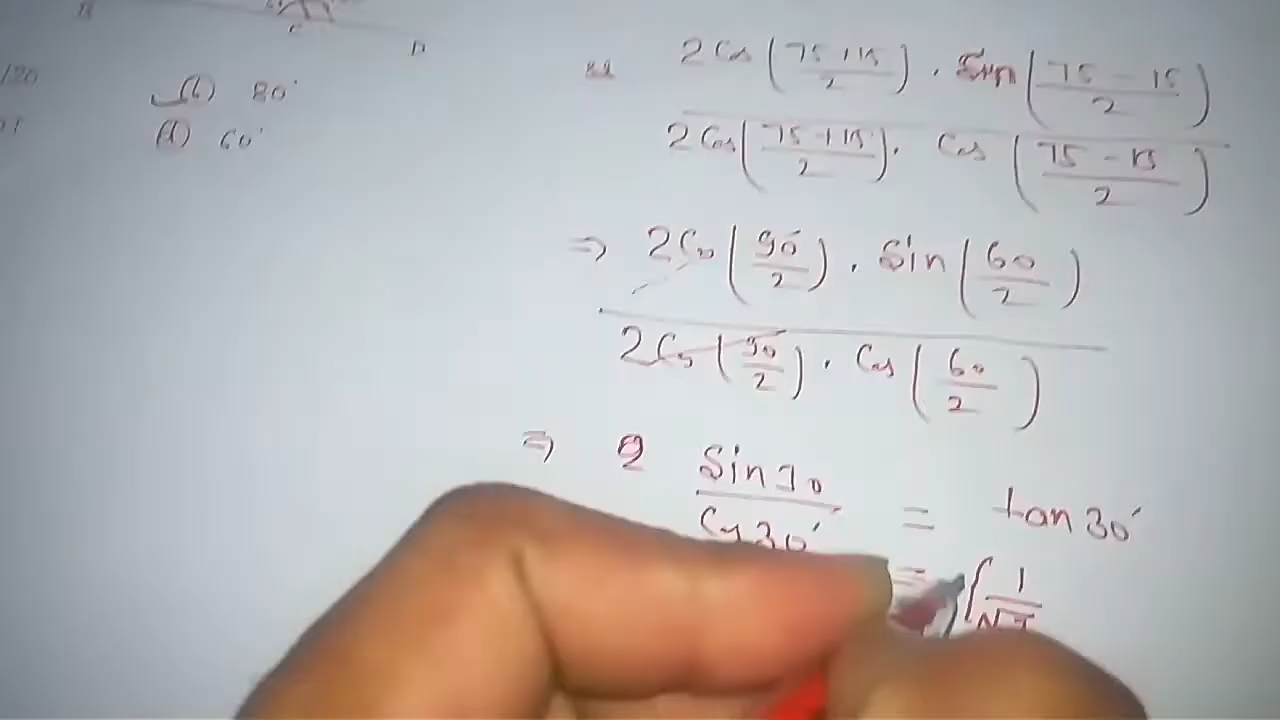 (b) 80°
(d) 60°
2 Cos (75+15/2) . Sin (75-15/2)
2 Cos (75+15/2) . Cos (75-15/2)
⇒ 2 Cos (90/2) . Sin (60/2)
2 Cos (90/2) . Cos (60/2)
⇒ Sin 30 = tan 30°
Cos 30°
= 1
√3